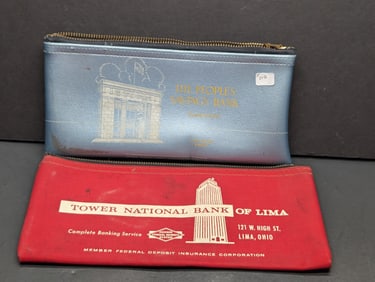 THE PEOPLES
SAVINGS BANK
TOWER NATIONAL BANK OF LIMA
121 W. HIGH ST.
LIMA, OHIO
Complete Banking Service
MEMBER FEDERAL DEPOSIT INSURANCE CORPORATION